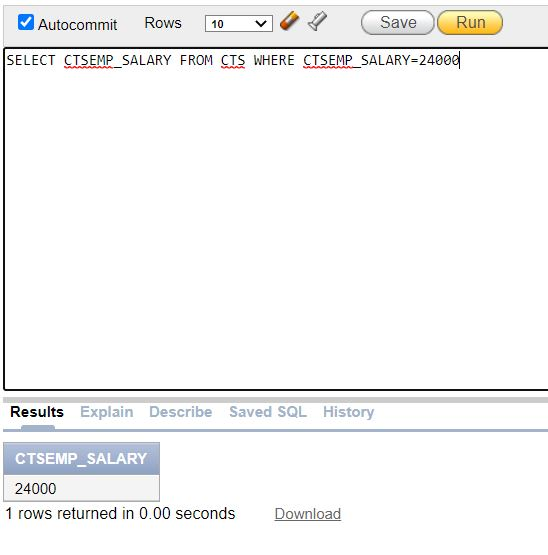 Autocommit Rows 10 Save Run
SELECT CTSEMP_SALARY FROM CTS WHERE CTSEMP_SALARY=24000
Results Explain Describe Saved SQL History
CTSEMP_SALARY
24000
1 rows returned in 0.00 seconds Download